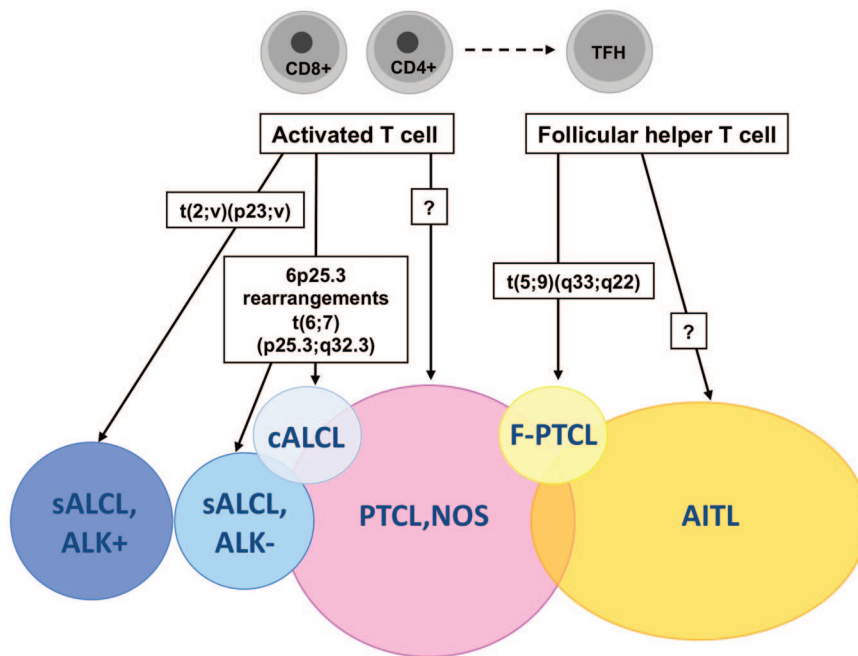 CD8+
CD4+
TFH
Activated T cell
Follicular helper T cell
t(2;v)(p23;v)
?
6p25.3
rearrangements
t(6;7)
(p25.3;q32.3)
t(5;9)(q33;q22)
?
cALCL
F-PTCL
sALCL,
ALK+
sALCL,
ALK-
PTCL,NOS
AITL